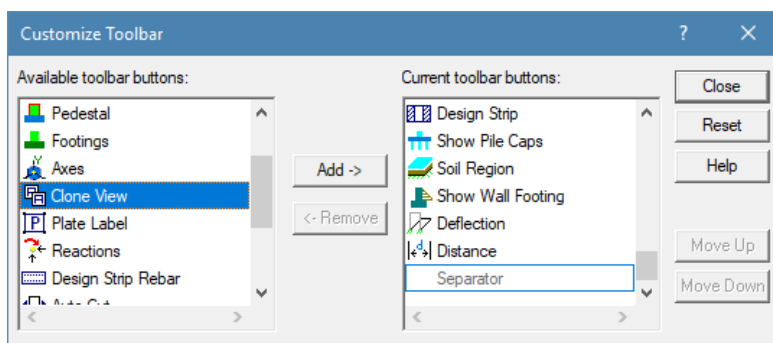 Customize Toolbar
?
Available toolbar buttons:
Pedestal
Footings
Axes
Clone View
P Plate Label
Reactions
Design Strip Rebar
Auto Cut
Add ->
<- Remove
Current toolbar buttons:
Design Strip
Show Pile Caps
Soil Region
Show Wall Footing
Deflection
d Distance
Separator
Close
Reset
Help
Move Up
Move Down